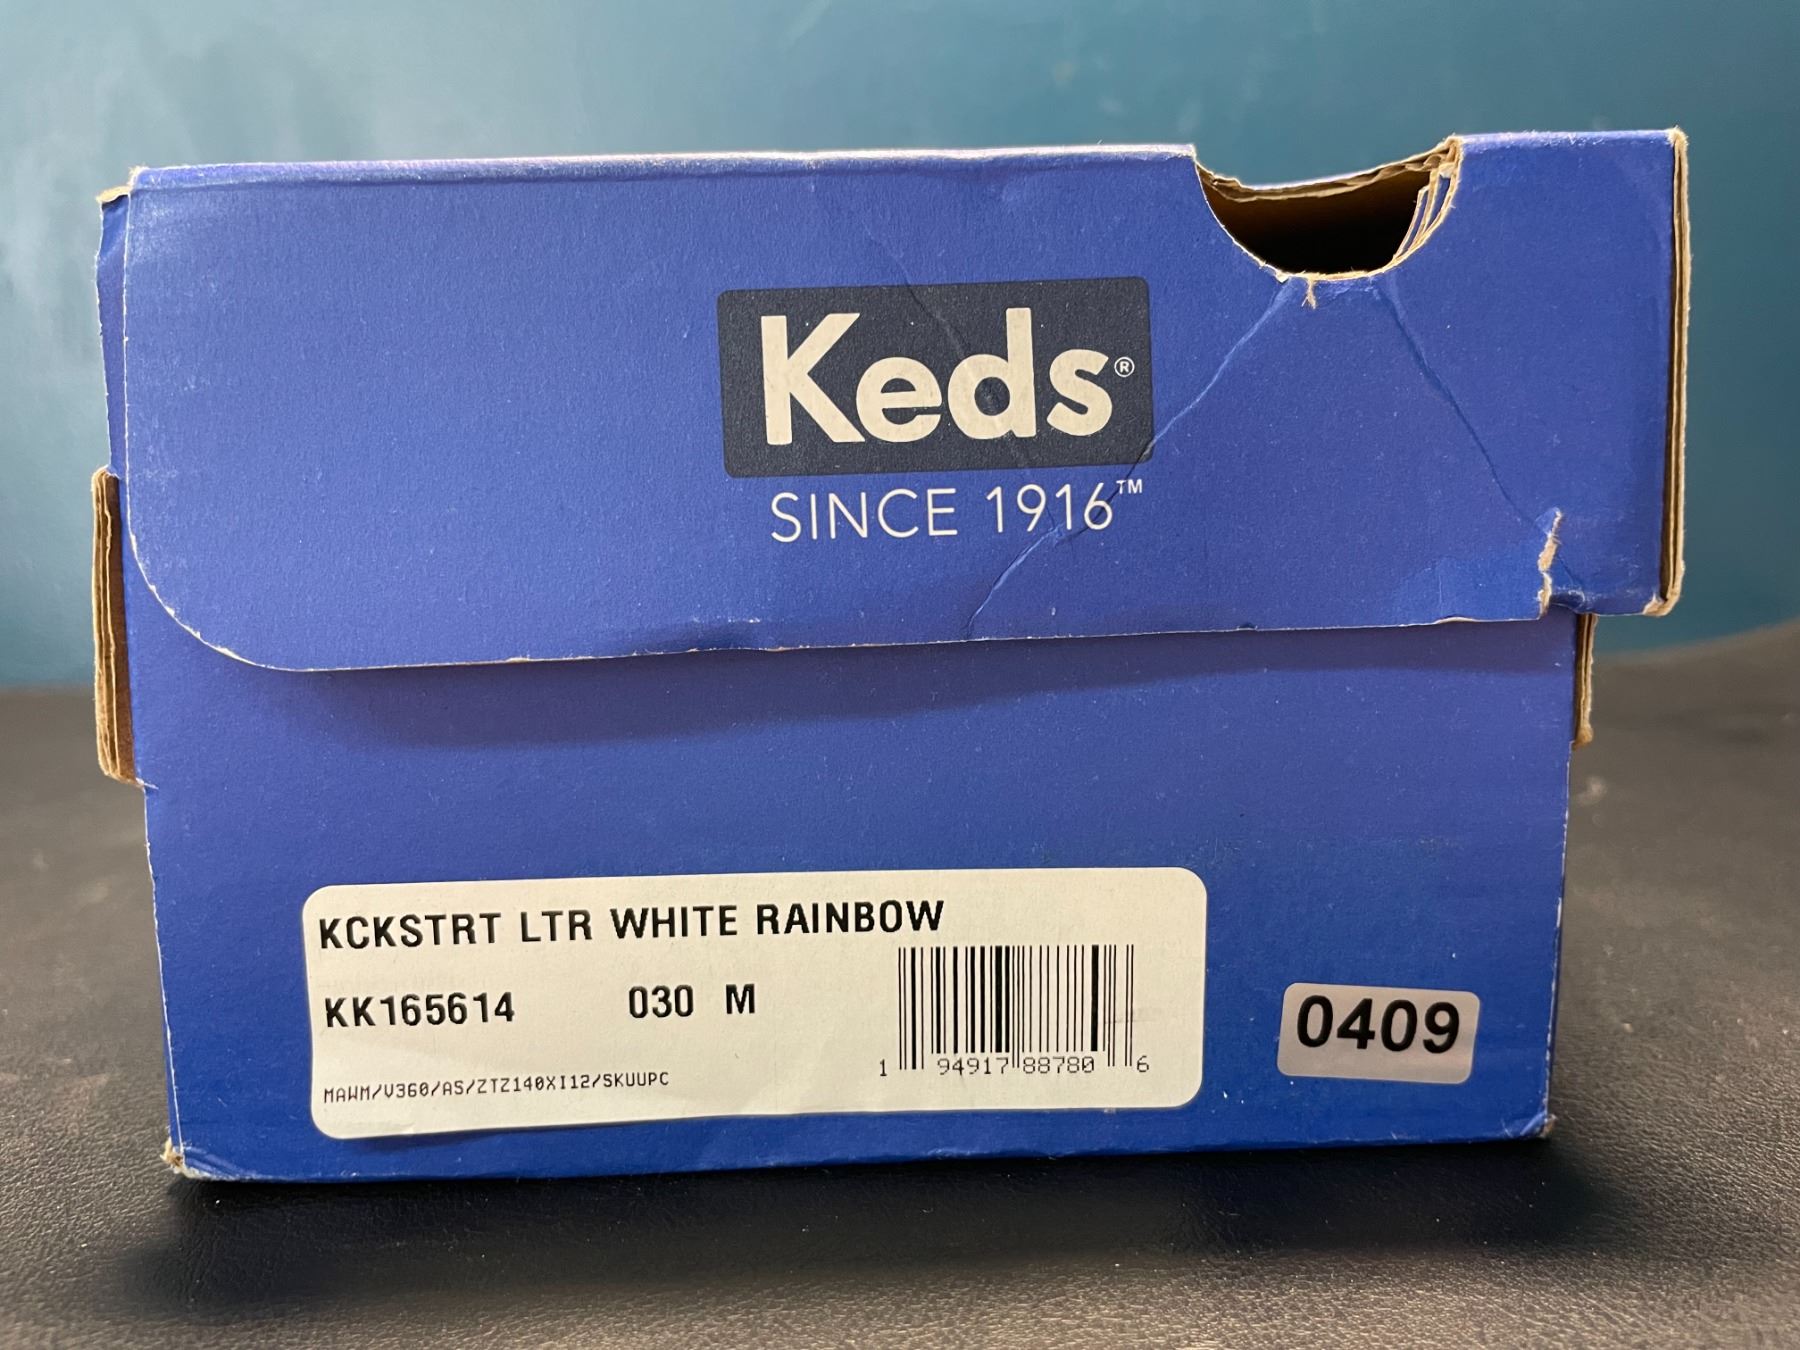 Keds®
SINCE 1916™
KCKSTRT LTR WHITE RAINBOW
KK165614 030 M
MAWM/V360/AS/ZTZ140XI12/SKUUPC
1 94917 88780 6
0409